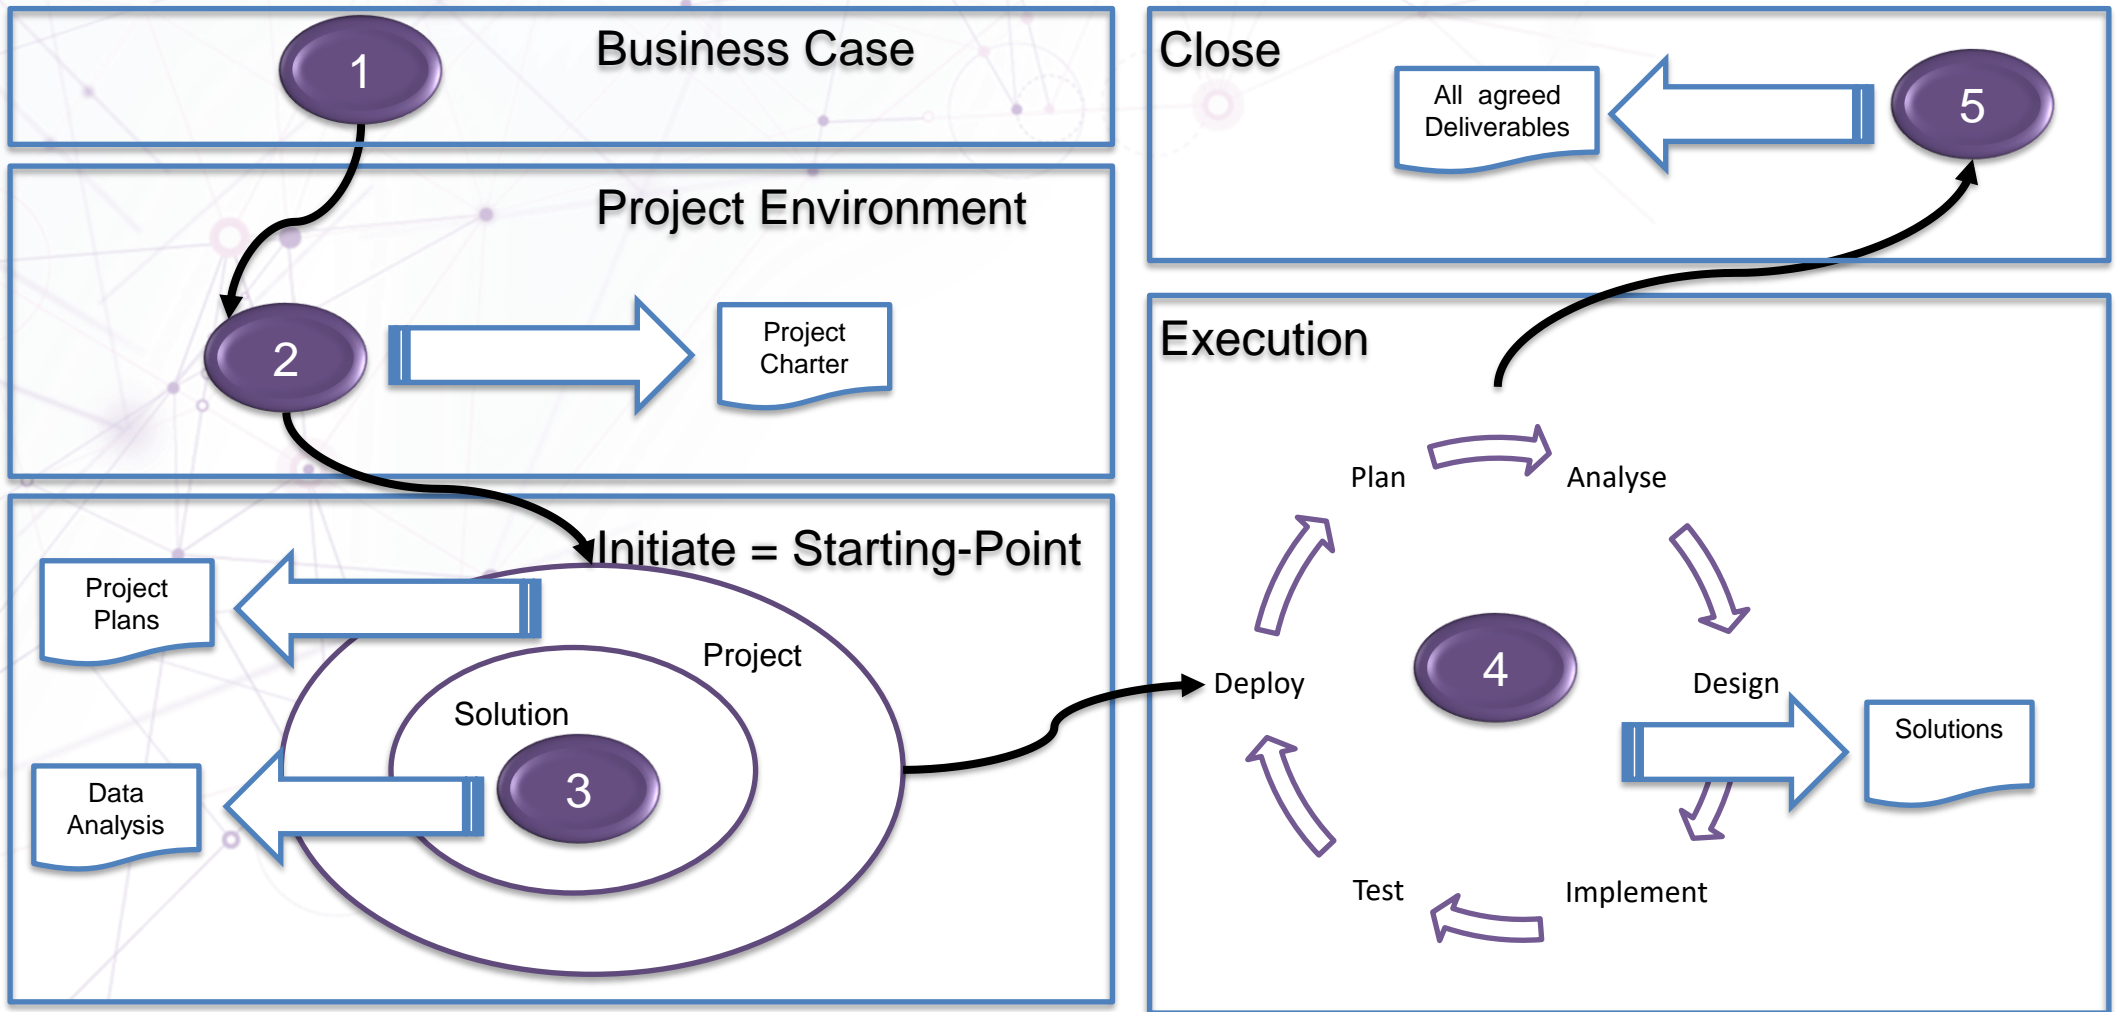 1
Business Case
2
Project Environment
Project
Charter
Initiate = Starting-Point
Project
Plans
Project
Solution
3
Data
Analysis
Close
All  agreed
Deliverables
5
Execution
Plan
Analyse
Deploy
4
Design
Solutions
Test
Implement